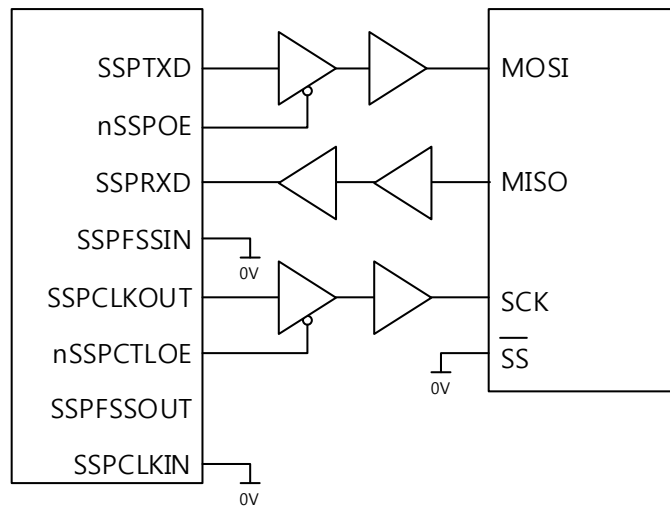 SSPTXD
MOSI
nSSPOE
SSPRXD
MISO
SSPFSSIN
0V
SSPCLKOUT
SCK
nSSPCTLOE
SS
0V
SSPFSSOUT
SSPCLKIN
0V